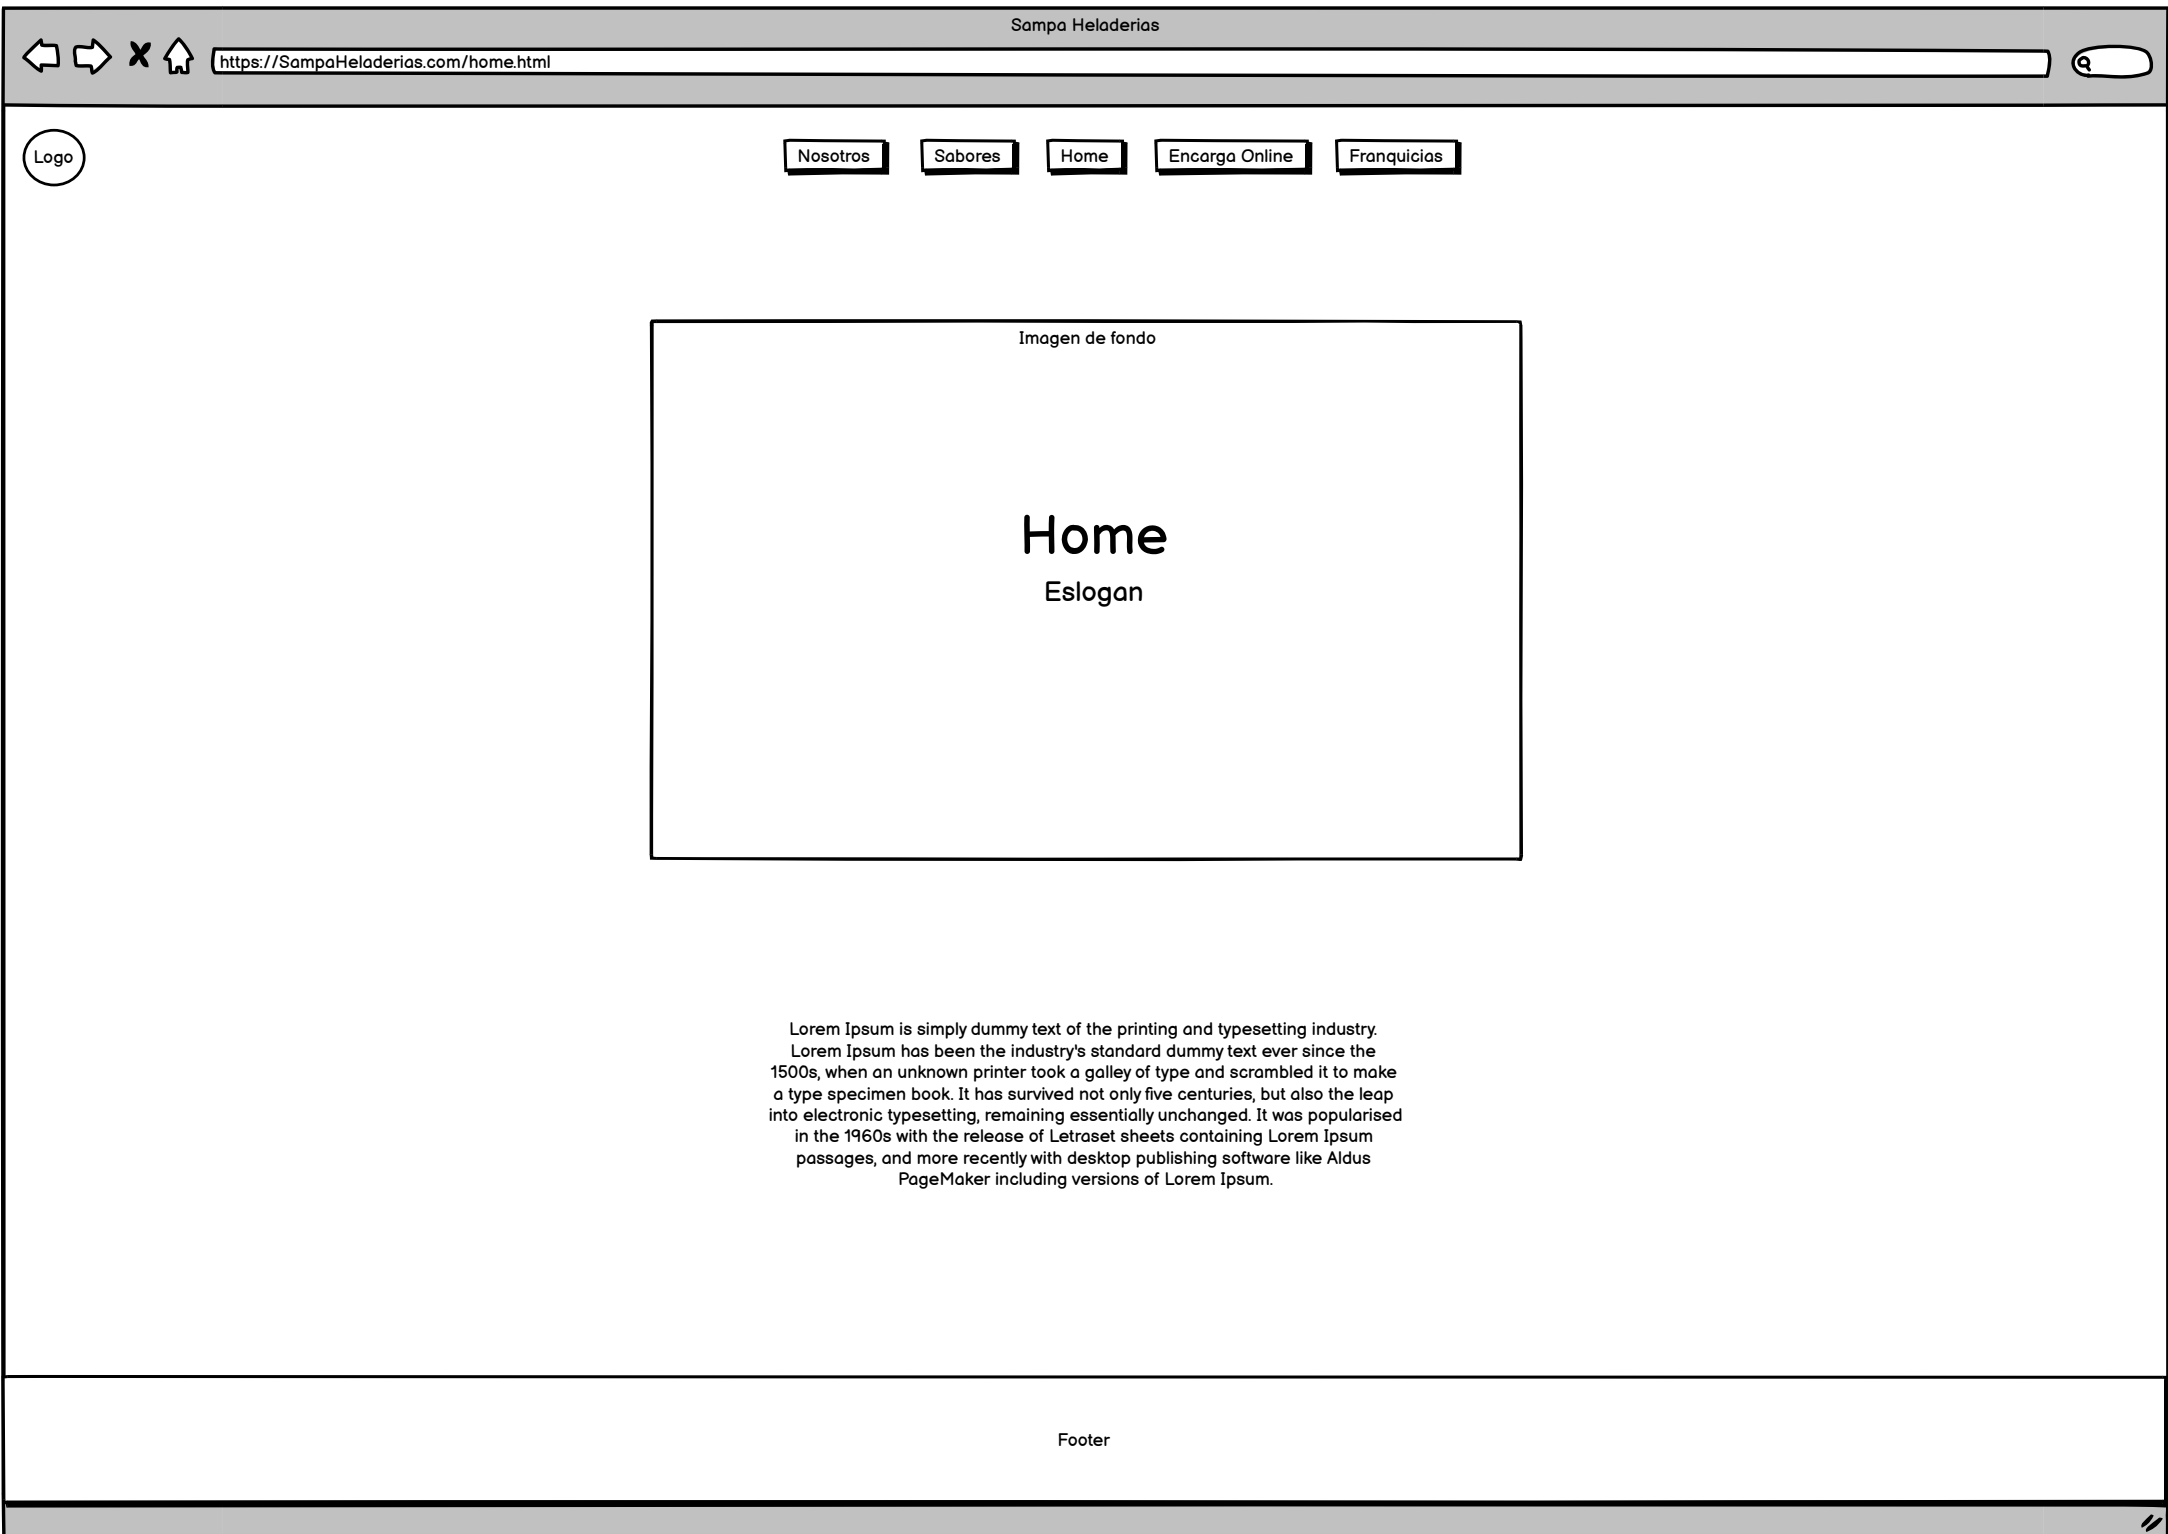 Sampa Heladerias
https://SampaHeladerias.com/home.html
Logo
Nosotros
Sabores
Home
Encarga Online
Franquicias
Imagen de fondo
Home
Eslogan
Lorem Ipsum is simply dummy text of the printing and typesetting industry.
Lorem Ipsum has been the industry's standard dummy text ever since the
1500s, when an unknown printer took a galley of type and scrambled it to make
a type specimen book. It has survived not only five centuries, but also the leap
into electronic typesetting, remaining essentially unchanged. It was popularised
in the 1960s with the release of Letraset sheets containing Lorem Ipsum
passages, and more recently with desktop publishing software like Aldus
PageMaker including versions of Lorem Ipsum.
Footer